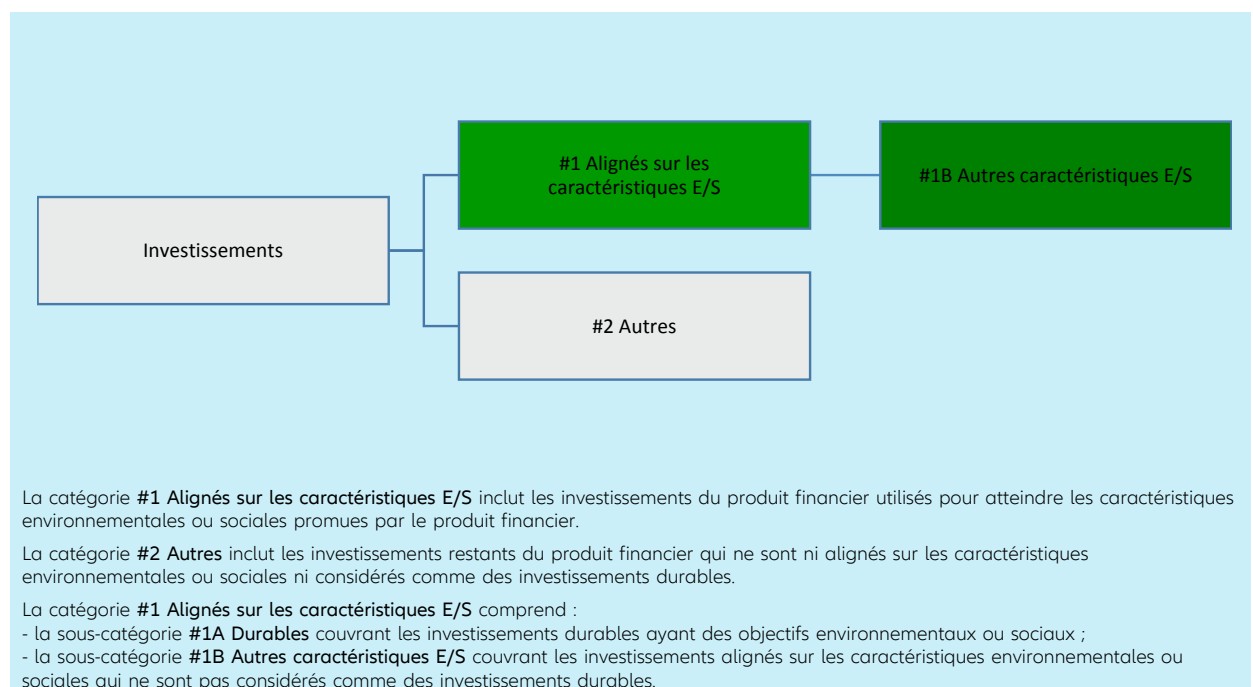 #1 Alignés sur les
caractéristiques E/S
#1B Autres caractéristiques E/S
Investissements
#2 Autres
La catégorie #1 Alignés sur les caractéristiques E/S inclut les investissements du produit financier utilisés pour atteindre les caractéristiques
environnementales ou sociales promues par le produit financier.
La catégorie #2 Autres inclut les investissements restants du produit financier qui ne sont ni alignés sur les caractéristiques
environnementales ou sociales ni considérés comme des investissements durables.
La catégorie #1 Alignés sur les caractéristiques E/S comprend :
- la sous-catégorie #1A Durables couvrant les investissements durables ayant des objectifs environnementaux ou sociaux ;
- la sous-catégorie #1B Autres caractéristiques E/S couvrant les investissements alignés sur les caractéristiques environnementales ou
sociales qui ne sont pas considérés comme des investissements durables.